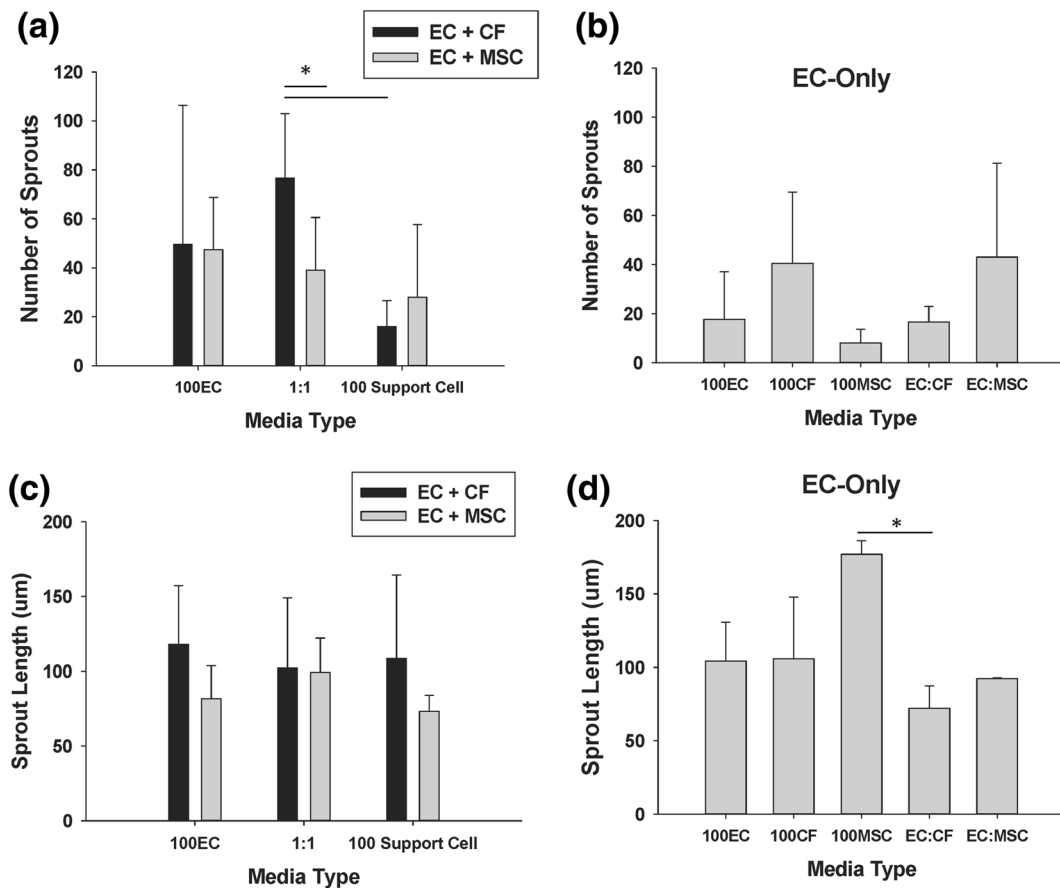 (a)
EC + CF
EC + MSC
*
120
100
80
60
40
20
0
Number of Sprouts
100EC 1:1 100 Support Cell
Media Type
(b)
EC-Only
120
100
80
60
40
20
0
Number of Sprouts
100EC 100CF 100MSC EC:CF EC:MSC
Media Type
(c)
EC + CF
EC + MSC
200
150
100
50
0
Sprout Length (um)
100EC 1:1 100 Support Cell
Media Type
(d)
EC-Only
*
200
150
100
50
0
Sprout Length (um)
100EC 100CF 100MSC EC:CF EC:MSC
Media Type